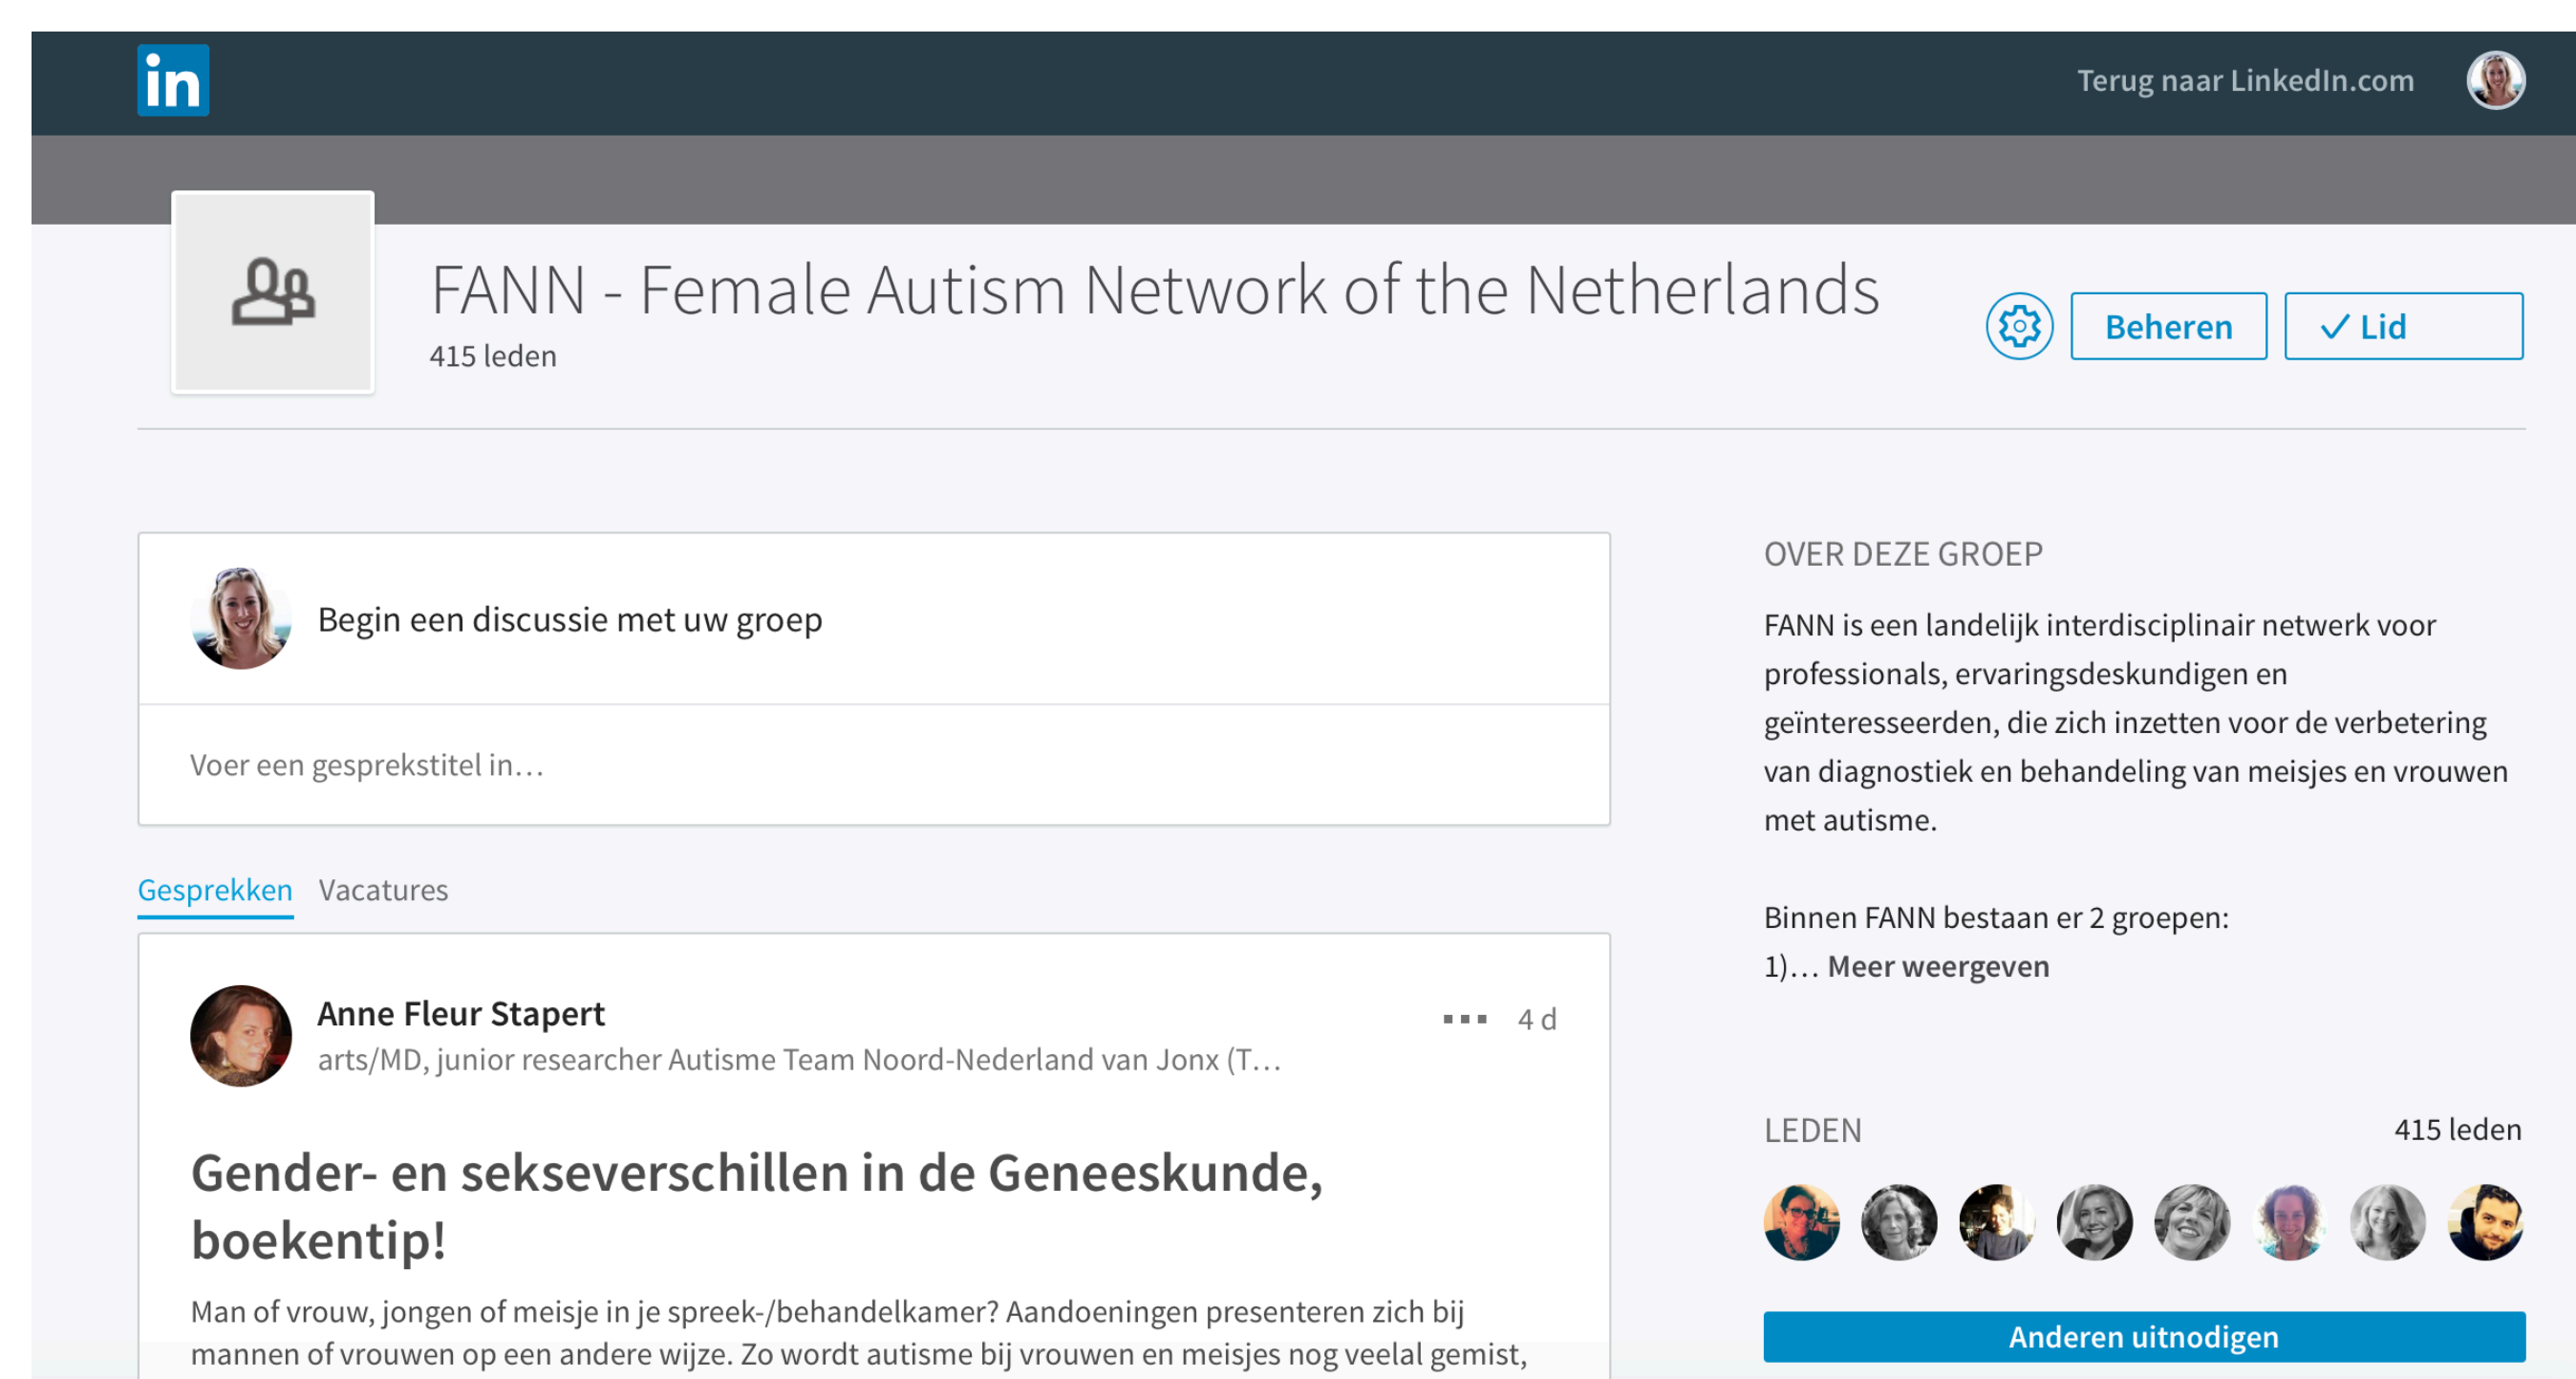 in
Terug naar LinkedIn.com
FANN - Female Autism Network of the Netherlands
415 leden
Beheren
Lid
Begin een discussie met uw groep
Voer een gesprekstitel in…
Gesprekken
Vacatures
Anne Fleur Stapert
4 d
arts/MD, junior researcher Autisme Team Noord-Nederland van Jonx (T…
Gender- en sekseverschillen in de Geneeskunde,
boekentip!
Man of vrouw, jongen of meisje in je spreek-/behandelkamer? Aandoeningen presenteren zich bij
mannen of vrouwen op een andere wijze. Zo wordt autisme bij vrouwen en meisjes nog veelal gemist,
OVER DEZE GROEP
FANN is een landelijk interdisciplinair netwerk voor
professionals, ervaringsdeskundigen en
geïnteresseerden, die zich inzetten voor de verbetering
van diagnostiek en behandeling van meisjes en vrouwen
met autisme.
Binnen FANN bestaan er 2 groepen:
1)… Meer weergeven
LEDEN
415 leden
Anderen uitnodigen